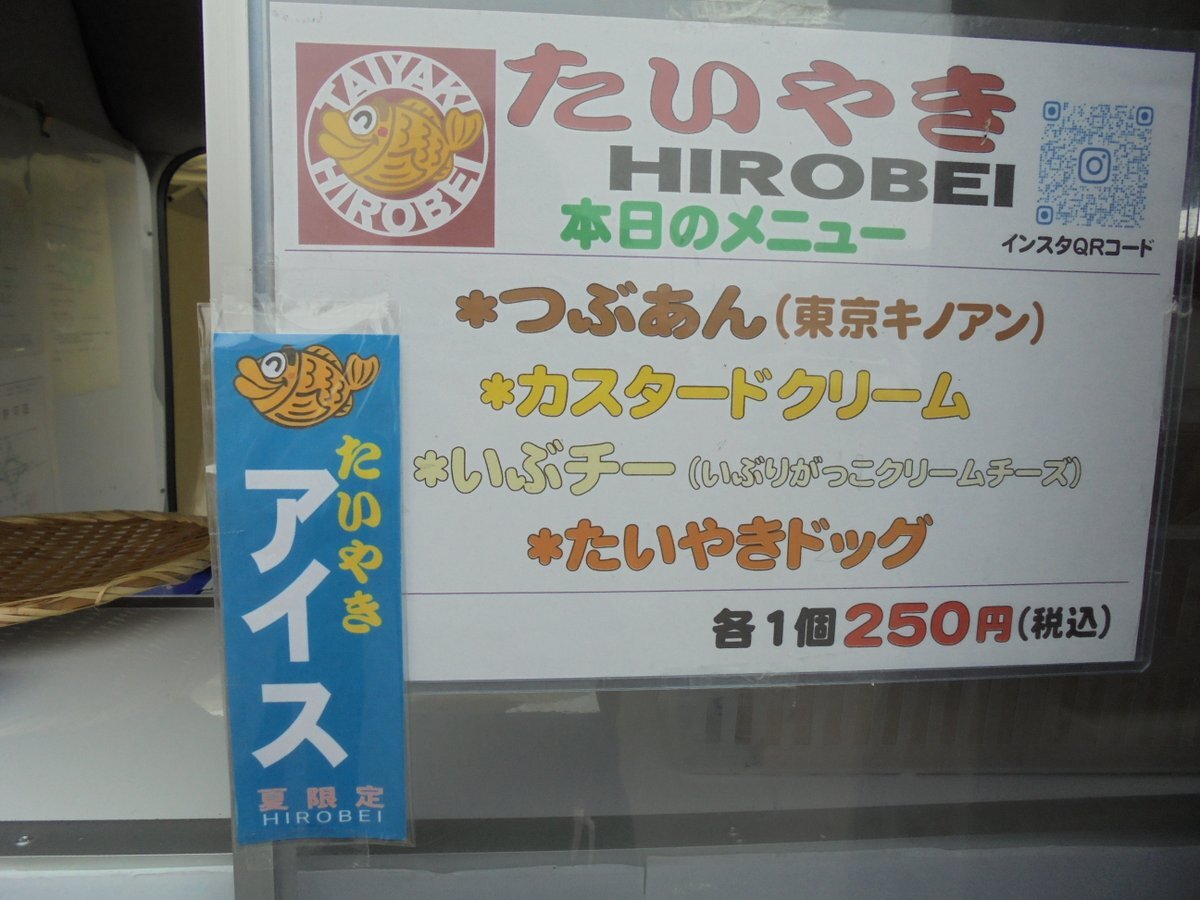 TAIYAKI
HIROBEI
たいやき
HIROBEI
本日のメニュー
インスタQRコード
*つぶあん(東京キノアン)
*カスタードクリーム
*いぶチー(いぶりがっこクリームチーズ)
*たいやきドッグ
各1個250円(税込)
たいやき
アイス
夏限定
HIROBEI